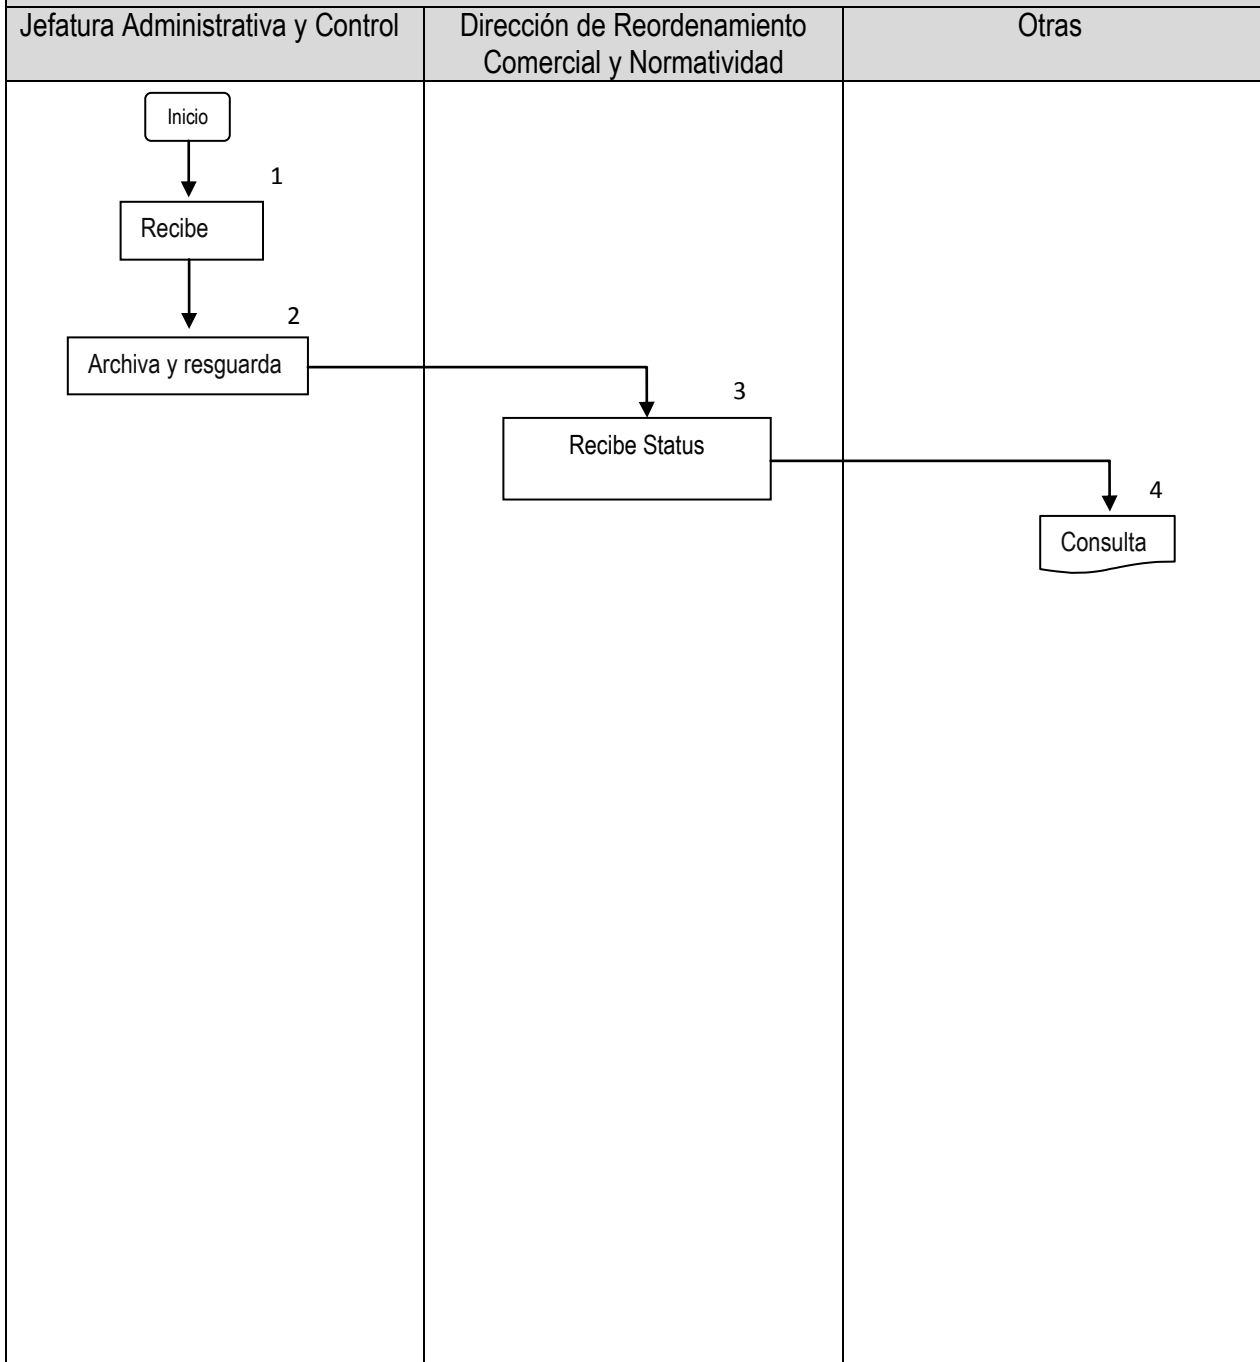 Jefatura Administrativa y Control
Dirección de Reordenamiento
Comercial y Normatividad
Otras
Inicio
1
Recibe
2
Archiva y resguarda
3
Recibe Status
4
Consulta